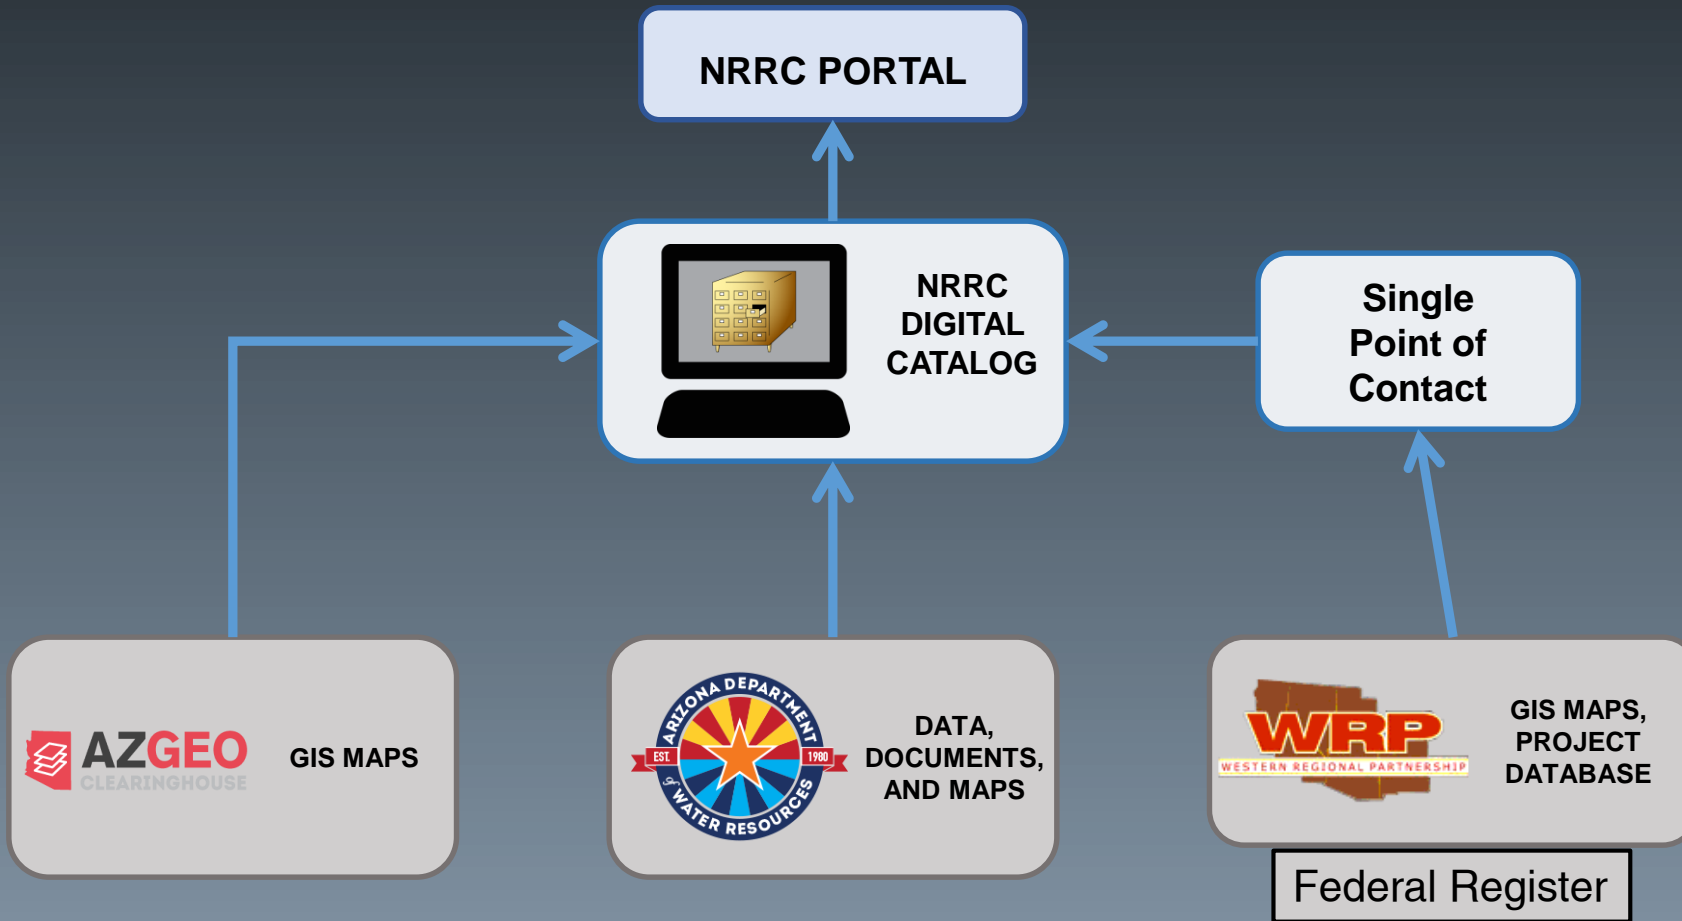 NRRC PORTAL
NRRC
DIGITAL
CATALOG
Single
Point of
Contact
AZGEO
CLEARINGHOUSE
GIS MAPS
ARIZONA DEPARTMENT
EST. 1980
of WATER RESOURCES
DATA,
DOCUMENTS,
AND MAPS
WRP
WESTERN REGIONAL PARTNERSHIP
GIS MAPS,
PROJECT
DATABASE
Federal Register